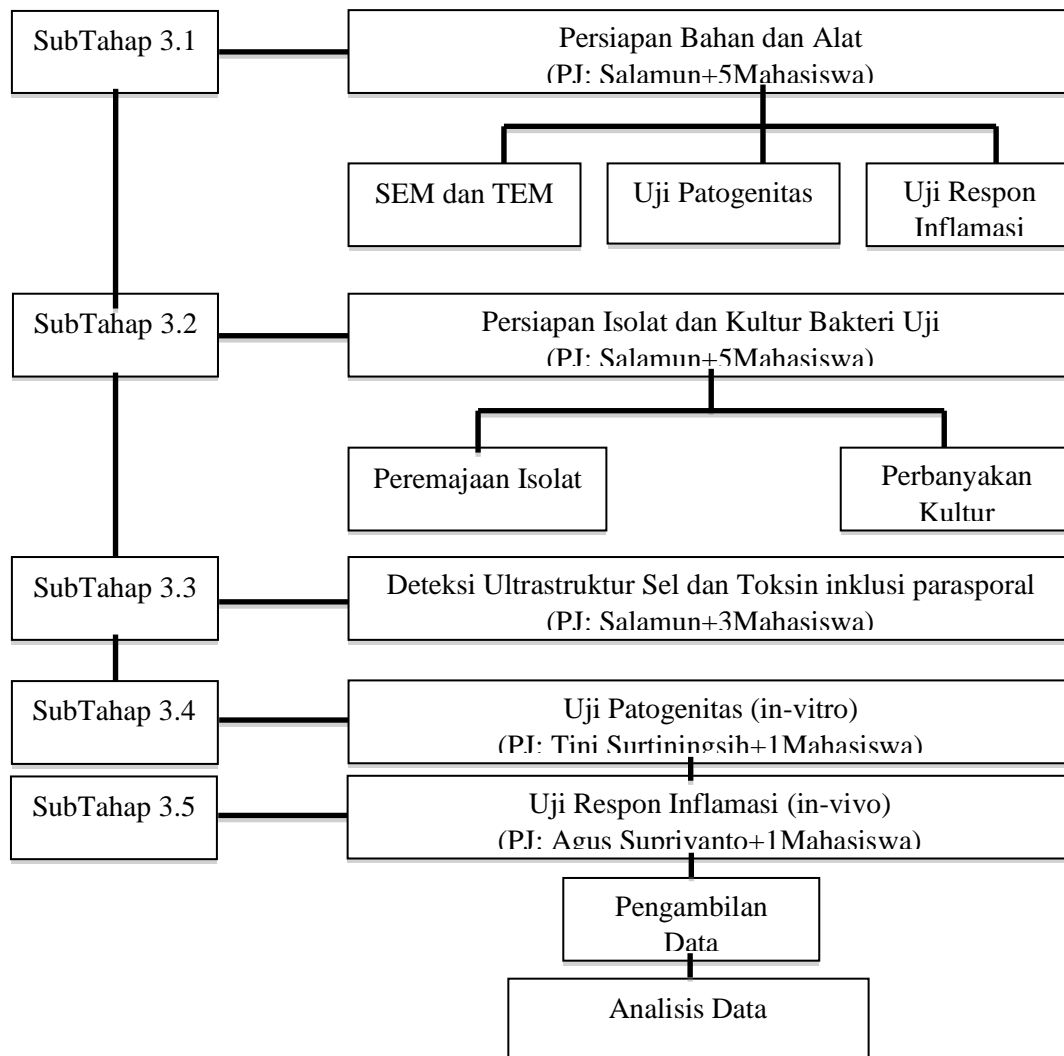 SubTahap 3.1
Persiapan Bahan dan Alat
(PJ: Salamun+5Mahasiswa)
SEM dan TEM
Uji Patogenitas
Uji Respon
Inflamasi
SubTahap 3.2
Persiapan Isolat dan Kultur Bakteri Uji
(PJ: Salamun+5Mahasiswa)
Peremajaan Isolat
Perbanyakan
Kultur
SubTahap 3.3
Deteksi Ultrastruktur Sel dan Toksin inklusi parasporal
(PJ: Salamun+3Mahasiswa)
SubTahap 3.4
Uji Patogenitas (in-vitro)
(PJ: Tini Surtiningsih+1Mahasiswa)
SubTahap 3.5
Uji Respon Inflamasi (in-vivo)
(PJ: Agus Supriyanto+1Mahasiswa)
Pengambilan
Data
Analisis Data